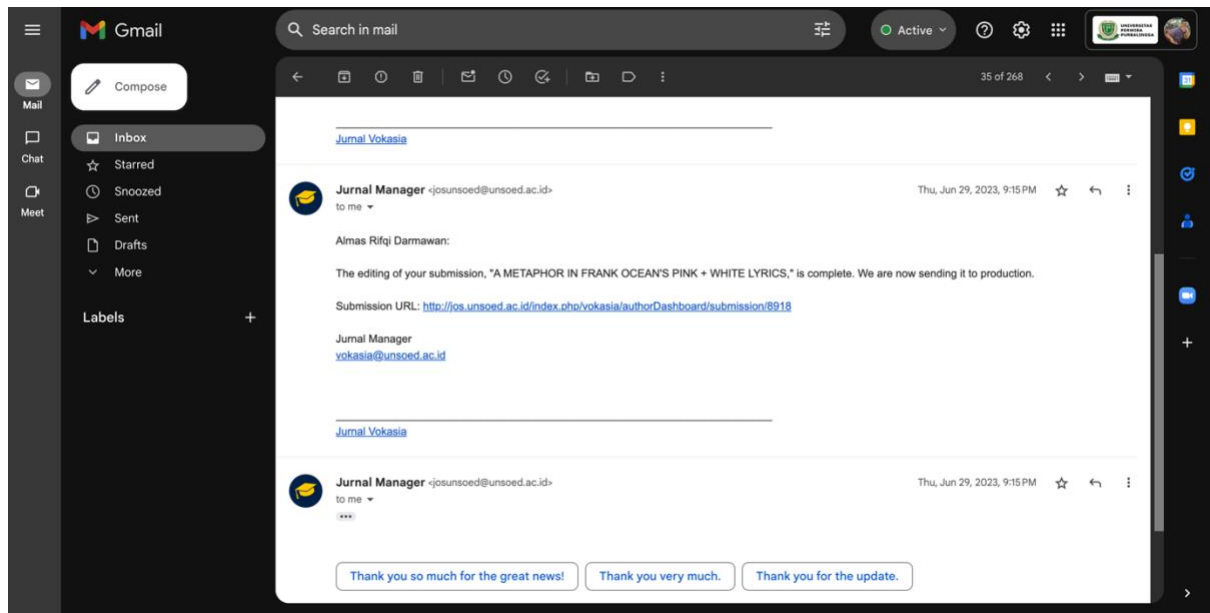 Gmail
Search in mail
Active
UNIVERSITAS
PERWIRA
PURBALINGGA
Mail
Chat
Meet
Compose
Inbox
Starred
Snoozed
Sent
Drafts
More
Labels
35 of 268
Jurnal Vokasia
Jurnal Manager <josunsoed@unsoed.ac.id>
Thu, Jun 29, 2023, 9:15 PM
to me
Almas Rifqi Darmawan:
The editing of your submission, "A METAPHOR IN FRANK OCEAN'S PINK + WHITE LYRICS," is complete. We are now sending it to production.
Submission URL: http://jos.unsoed.ac.id/index.php/vokasia/authorDashboard/submission/8918
Jurnal Manager
vokasia@unsoed.ac.id
Jurnal Vokasia
Jurnal Manager <josunsoed@unsoed.ac.id>
Thu, Jun 29, 2023, 9:15 PM
to me
Thank you so much for the great news!
Thank you very much.
Thank you for the update.
31